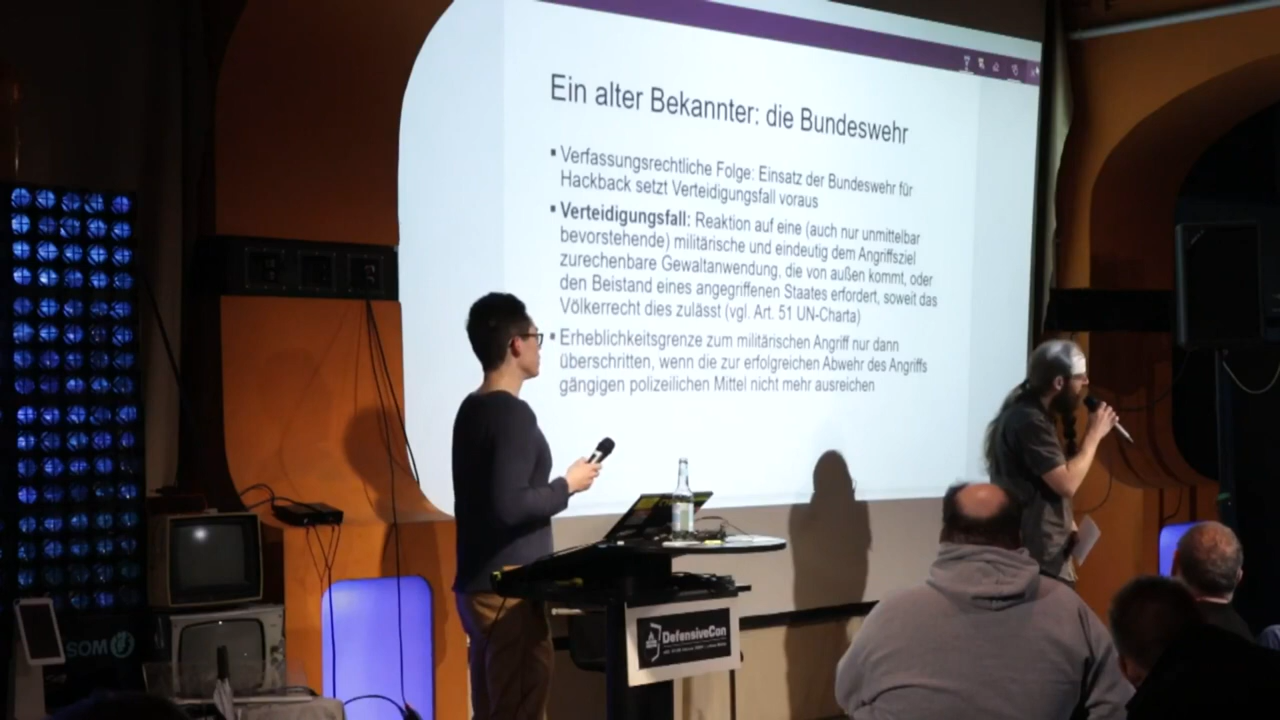 Ein alter Bekannter: die Bundeswehr
▪ Verfassungsrechtliche Folge: Einsatz der Bundeswehr für
Hackback setzt Verteidigungsfall voraus
▪ Verteidigungsfall: Reaktion auf eine (auch nur unmittelbar
bevorstehende) militärische und eindeutig dem Angriffsziel
zurechenbare Gewaltanwendung, die von außen kommt, oder
den Beistand eines angegriffenen Staates erfordert, soweit das
Völkerrecht dies zulässt (vgl. Art. 51 UN-Charta)
▪ Erheblichkeitsgrenze zum militärischen Angriff nur dann
überschritten, wenn die zur erfolgreichen Abwehr des Angriffs
gängigen polizeilichen Mittel nicht mehr ausreichen
DefensiveCon
SOM